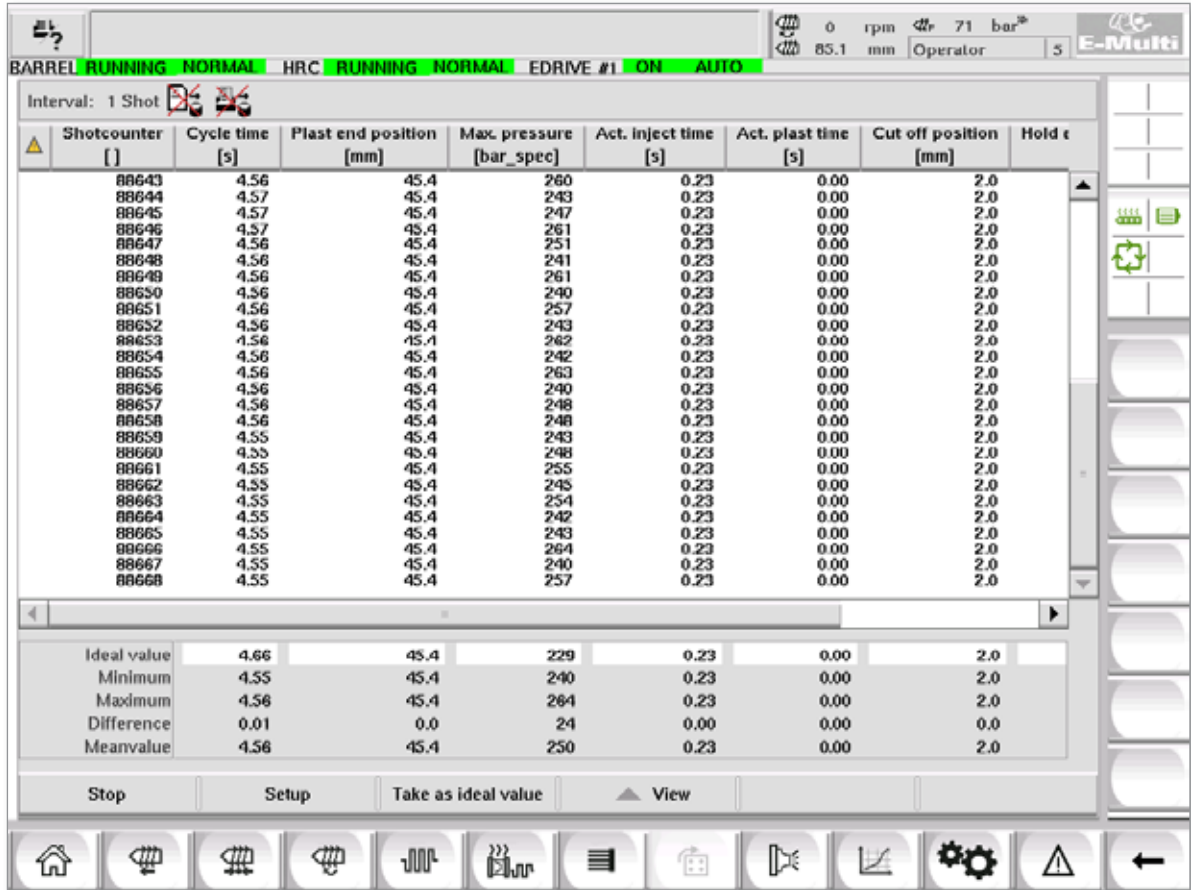 0 rpm 71 bar
85.1 mm Operator 5
E-Multi
BARREL RUNNING NORMAL HRC RUNNING NORMAL EDRIVE #1 ON AUTO
Interval: 1 Shot
Shotcounter Cycle time Plast end position Max. pressure Act. inject time Act. plast time Cut off position Hold
[ ] [s] [mm] [bar_spec] [s] [s] [mm]
88643 4.56 45.4 260 0.23 0.00 2.0
88644 4.57 45.4 243 0.23 0.00 2.0
88645 4.57 45.4 247 0.23 0.00 2.0
88646 4.57 45.4 261 0.23 0.00 2.0
88647 4.56 45.4 251 0.23 0.00 2.0
88648 4.56 45.4 241 0.23 0.00 2.0
88649 4.56 45.4 261 0.23 0.00 2.0
88650 4.56 45.4 240 0.23 0.00 2.0
88651 4.56 45.4 257 0.23 0.00 2.0
88652 4.56 45.4 243 0.23 0.00 2.0
88653 4.56 45.4 262 0.23 0.00 2.0
88654 4.56 45.4 242 0.23 0.00 2.0
88655 4.56 45.4 263 0.23 0.00 2.0
88656 4.56 45.4 240 0.23 0.00 2.0
88657 4.56 45.4 248 0.23 0.00 2.0
88658 4.56 45.4 248 0.23 0.00 2.0
88659 4.55 45.4 243 0.23 0.00 2.0
88660 4.55 45.4 248 0.23 0.00 2.0
88661 4.55 45.4 255 0.23 0.00 2.0
88662 4.55 45.4 245 0.23 0.00 2.0
88663 4.55 45.4 254 0.23 0.00 2.0
88664 4.55 45.4 242 0.23 0.00 2.0
88665 4.55 45.4 243 0.23 0.00 2.0
88666 4.55 45.4 264 0.23 0.00 2.0
88667 4.55 45.4 240 0.23 0.00 2.0
88668 4.55 45.4 257 0.23 0.00 2.0
Ideal value 4.66 45.4 229 0.23 0.00 2.0
Minimum 4.55 45.4 240 0.23 0.00 2.0
Maximum 4.56 45.4 264 0.23 0.00 2.0
Difference 0.01 0.0 24 0.00 0.00 0.0
Meanvalue 4.56 45.4 250 0.23 0.00 2.0
Stop Setup Take as ideal value View